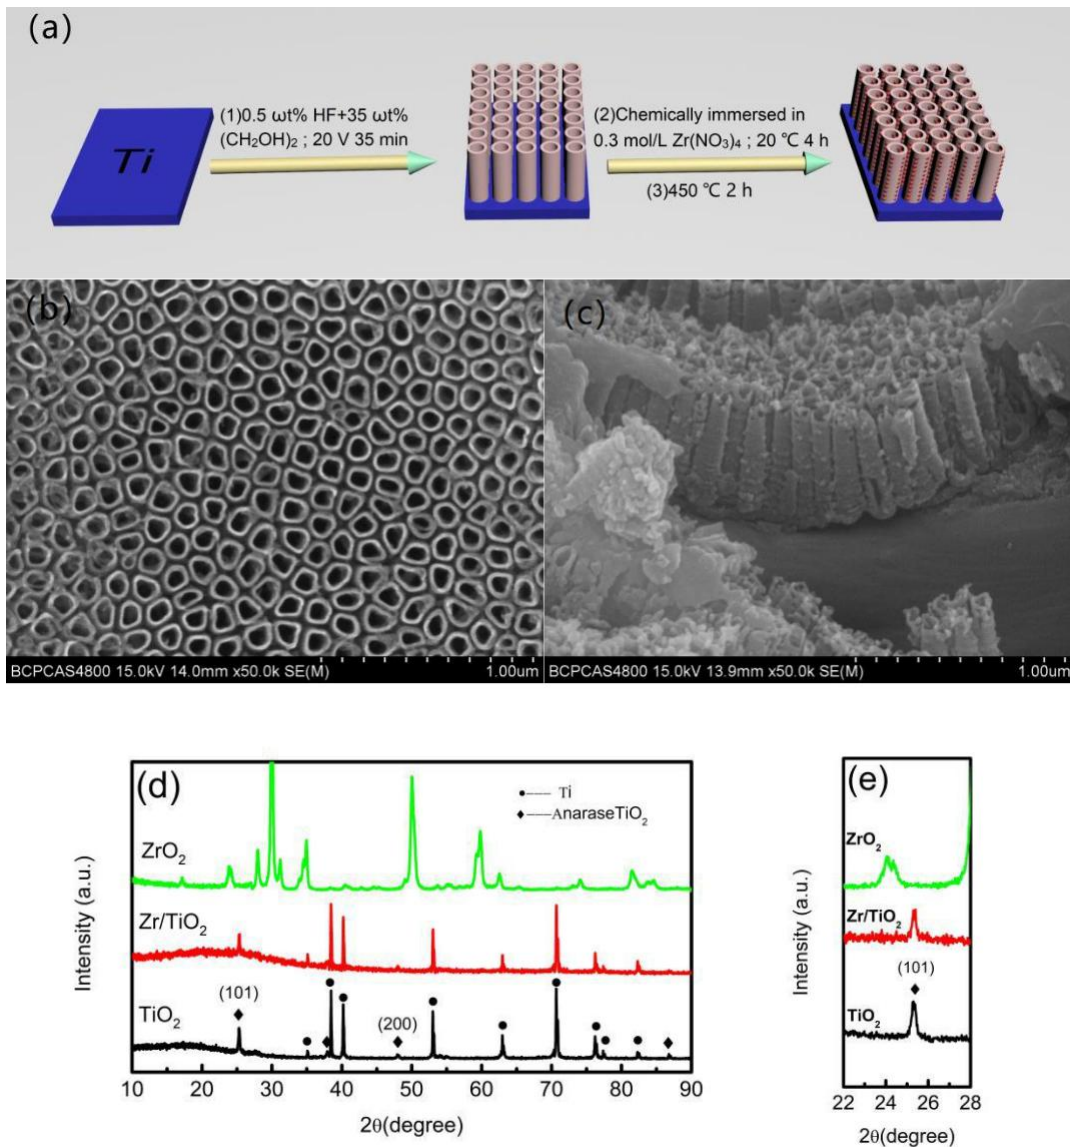 (a)
Ti
(1)0.5 ωt% HF+35 ωt%
(CH₂OH)₂ ; 20 V 35 min
(2)Chemically immersed in
0.3 mol/L Zr(NO₃)₄ ; 20 ℃ 4 h
(3)450 ℃ 2 h
(b)
BCPCAS4800 15.0kV 14.0mm x50.0k SE(M)
1.00um
(c)
BCPCAS4800 15.0kV 13.9mm x50.0k SE(M)
1.00um
(d)
●--- Ti
♦---AnaraseTiO₂
ZrO₂
Zr/TiO₂
(101)
(200)
TiO₂
Intensity (a.u.)
10 20 30 40 50 60 70 80 90
2θ(degree)
(e)
ZrO₂
Zr/TiO₂
(101)
TiO₂
Intensity (a.u.)
22 24 26 28
2θ(degree)